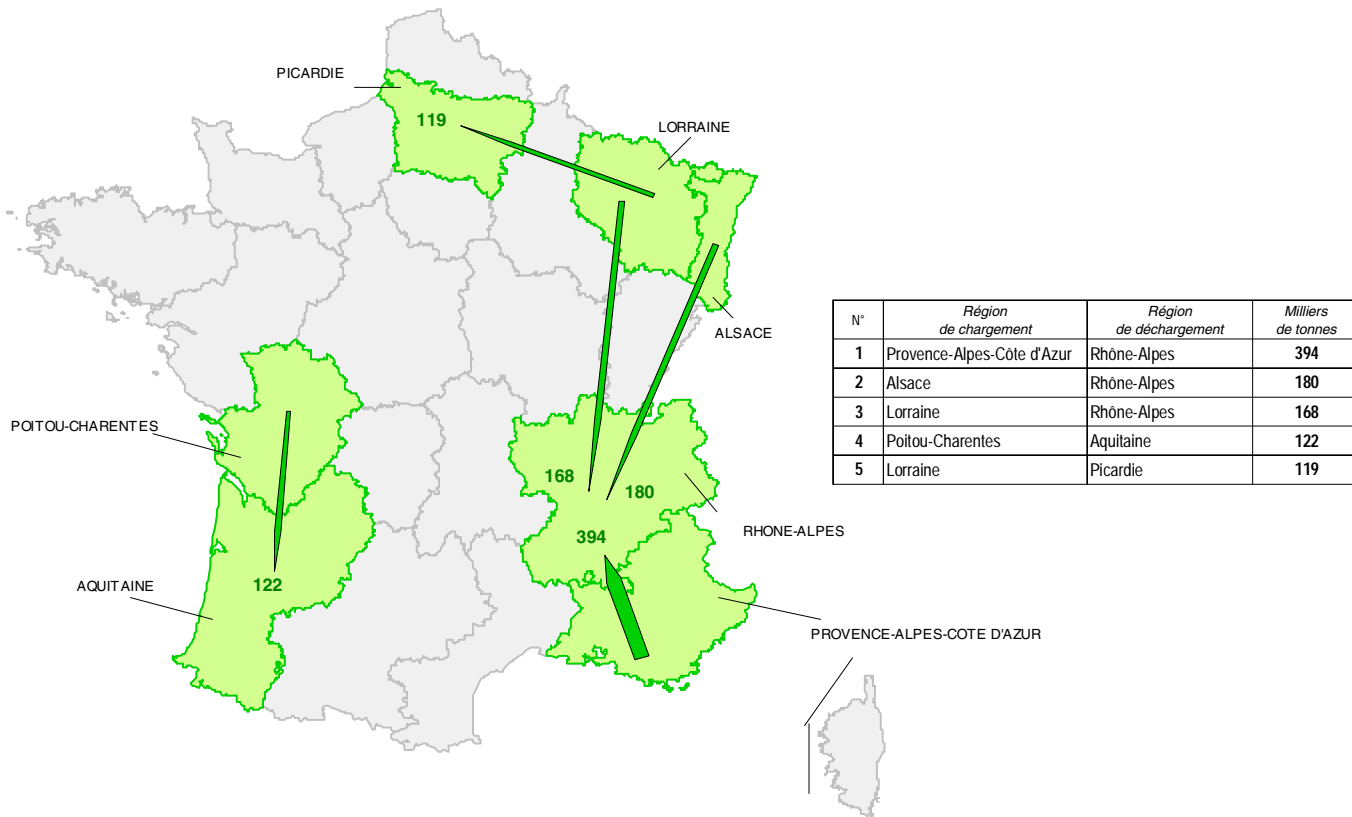 PICARDIE
119
LORRAINE
ALSACE
POITOU-CHARENTES
168
180
RHONE-ALPES
394
AQUITAINE
122
PROVENCE-ALPES-COTE D'AZUR
N° Région de chargement Région de déchargement Milliers de tonnes
1 Provence-Alpes-Côte d'Azur Rhône-Alpes 394
2 Alsace Rhône-Alpes 180
3 Lorraine Rhône-Alpes 168
4 Poitou-Charentes Aquitaine 122
5 Lorraine Picardie 119